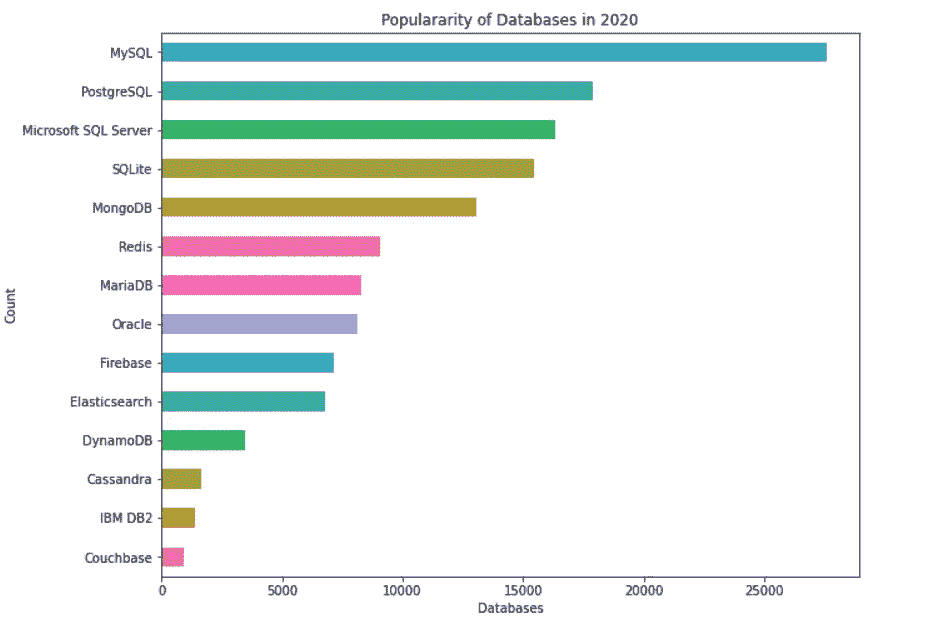 Populararity of Databases in 2020
MySQL
PostgreSQL
Microsoft SQL Server
SQLite
MongoDB
Redis
MariaDB
Oracle
Firebase
Elasticsearch
DynamoDB
Cassandra
IBM DB2
Couchbase
Count
0 5000 10000 15000 20000 25000
Databases